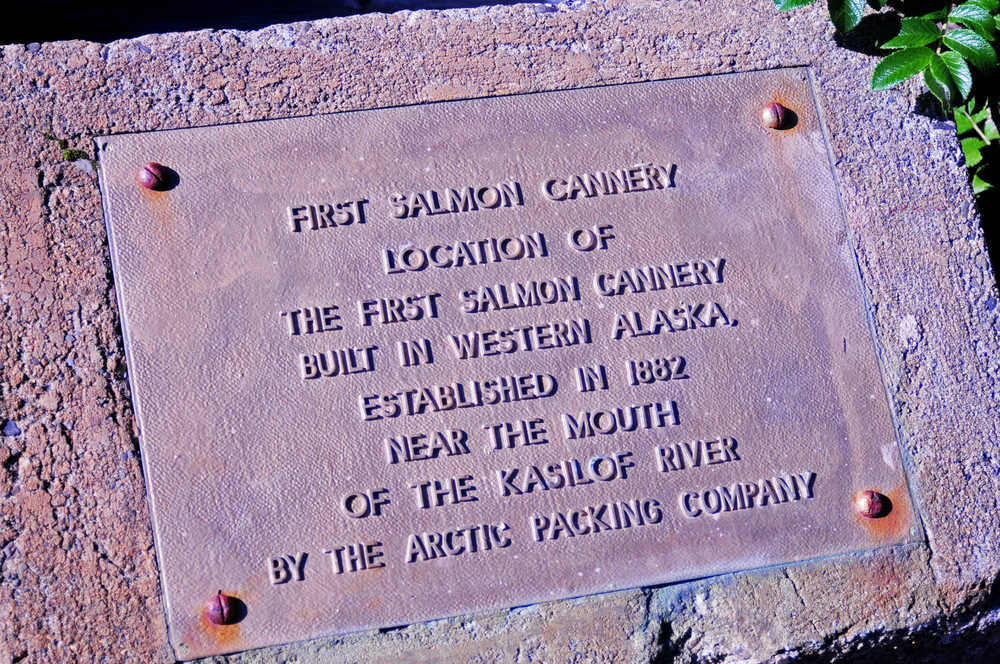 FIRST SALMON CANNERY
LOCATION OF
THE FIRST SALMON CANNERY
BUILT IN WESTERN ALASKA,
ESTABLISHED IN 1882
NEAR THE MOUTH
OF THE KASILOF RIVER
BY THE ARCTIC PACKING COMPANY